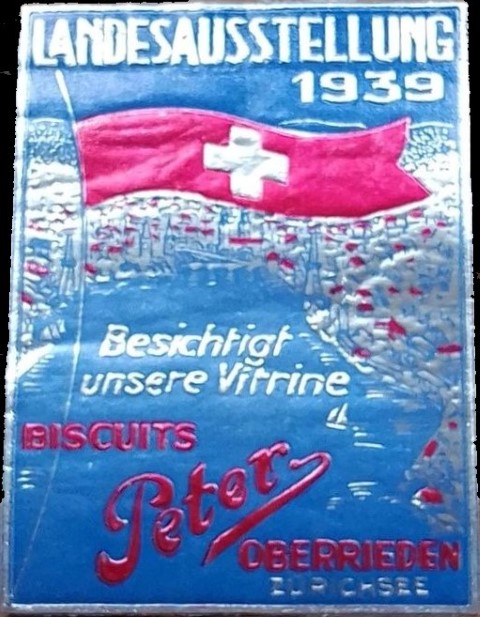 LANDESAUSSTELLUNG
1939
Besichtigt
unsere Vitrine
BISCUITS
Peter
OBERRIEDEN
ZÜRICHSEE